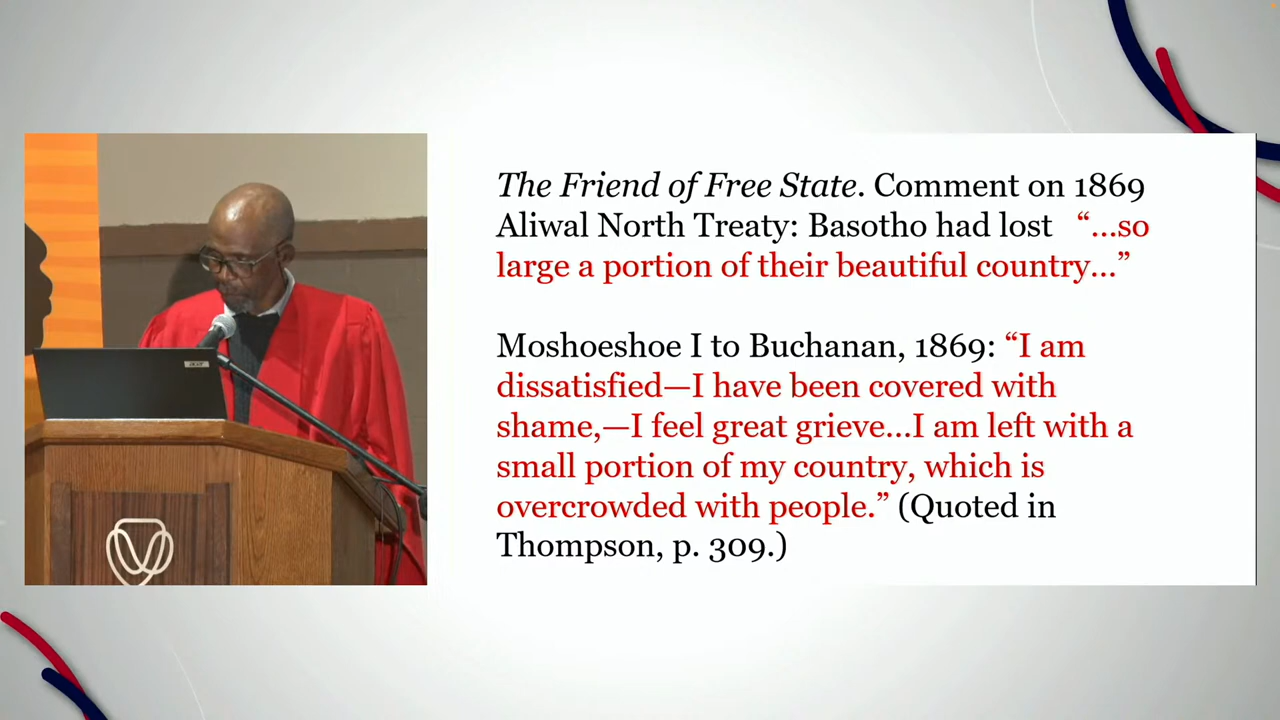 The Friend of Free State. Comment on 1869
Aliwal North Treaty: Basotho had lost “...so
large a portion of their beautiful country...”
Moshoeshoe I to Buchanan, 1869: “I am
dissatisfied—I have been covered with
shame,—I feel great grieve...I am left with a
small portion of my country, which is
overcrowded with people.” (Quoted in
Thompson, p. 309.)